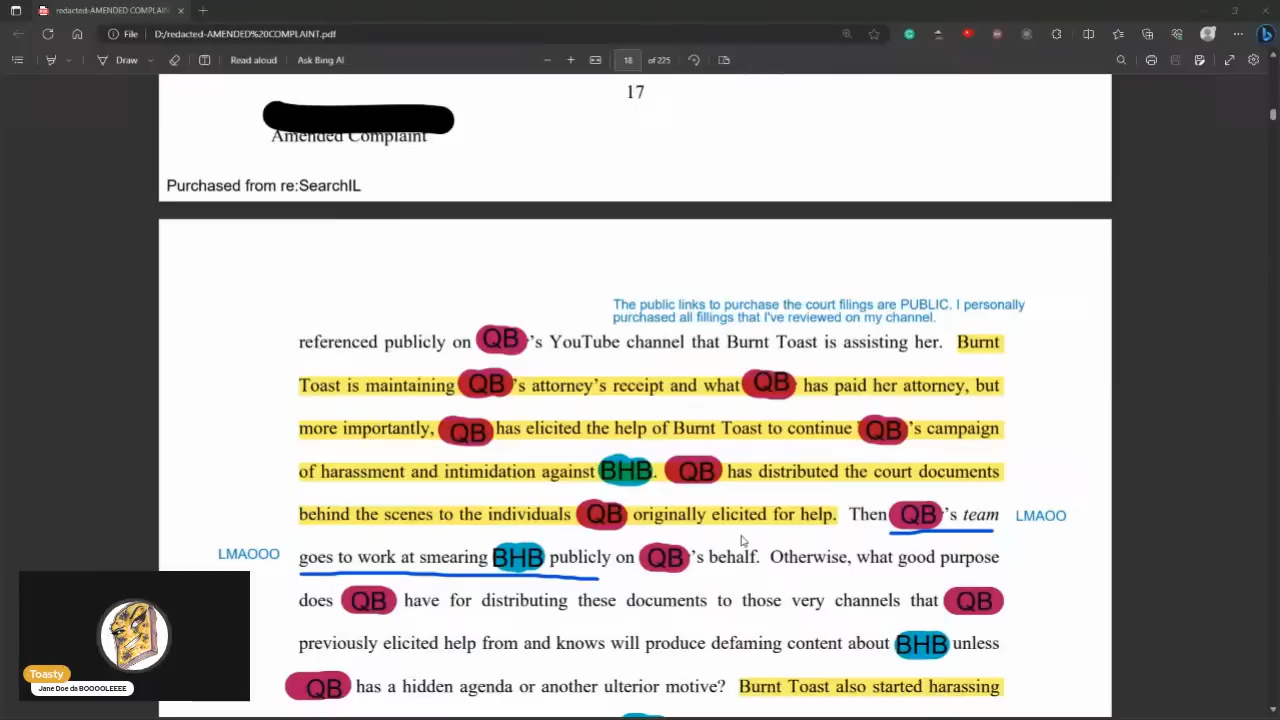 redacted-AMENDED COMPLAIN
File D:/redacted-AMENDED%20COMPLAINT.pdf
Draw Read aloud Ask Bing AI 18 of 225
17
Amended Complaint
Purchased from re:SearchIL
The public links to purchase the court filings are PUBLIC. I personally
purchased all fillings that I've reviewed on my channel.
referenced publicly on QB's YouTube channel that Burnt Toast is assisting her. Burnt
Toast is maintaining QB's attorney's receipt and what QB has paid her attorney, but
more importantly, QB has elicited the help of Burnt Toast to continue QB's campaign
of harassment and intimidation against BHB. QB has distributed the court documents
behind the scenes to the individuals QB originally elicited for help. Then QB's team LMAOO
LMAOOO goes to work at smearing BHB publicly on QB's behalf. Otherwise, what good purpose
does QB have for distributing these documents to those very channels that QB
previously elicited help from and knows will produce defaming content about BHB unless
QB has a hidden agenda or another ulterior motive? Burnt Toast also started harassing
Toasty
Jane Doe da BOOOOLEEEE